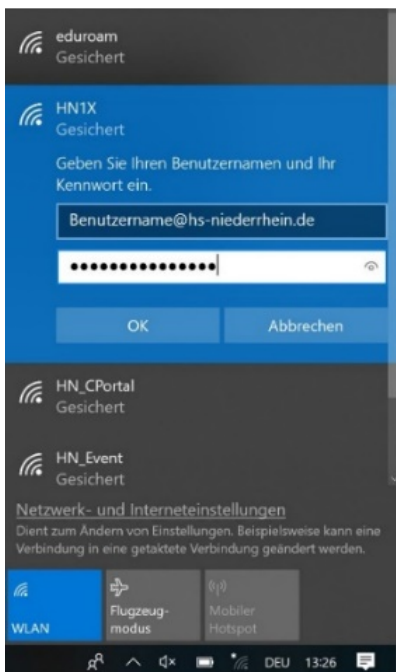 eduroam
Gesichert
HN1X
Gesichert
Geben Sie Ihren Benutzernamen und Ihr
Kennwort ein.
Benutzername@hs-niederrhein.de
●●●●●●●●●●●●●●●
OK Abbrechen
HN_CPortal
Gesichert
HN_Event
Gesichert
Netzwerk- und Interneteinstellungen
Dient zum Ändern von Einstellungen. Beispielsweise kann eine
Verbindung in eine getaktete Verbindung geändert werden.
WLAN
Flugzeug-
modus
Mobiler
Hotspot
DEU 13:26